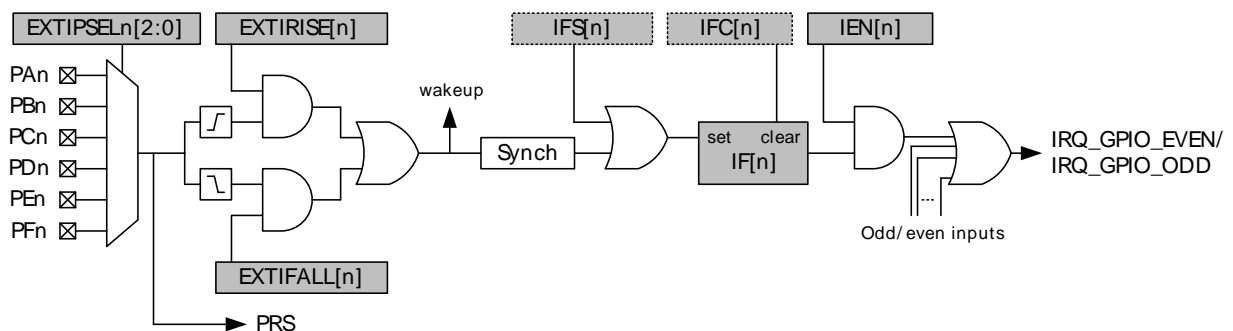 EXTIPSELn[2:0]
EXTIRISE[n]
IFS[n]
IFC[n]
IEN[n]
PAn
PBn
PCn
PDn
PEn
PFn
wakeup
Synch
set clear
IF[n]
IRQ_GPIO_EVEN/
IRQ_GPIO_ODD
...
Odd/even inputs
EXTIFALL[n]
PRS